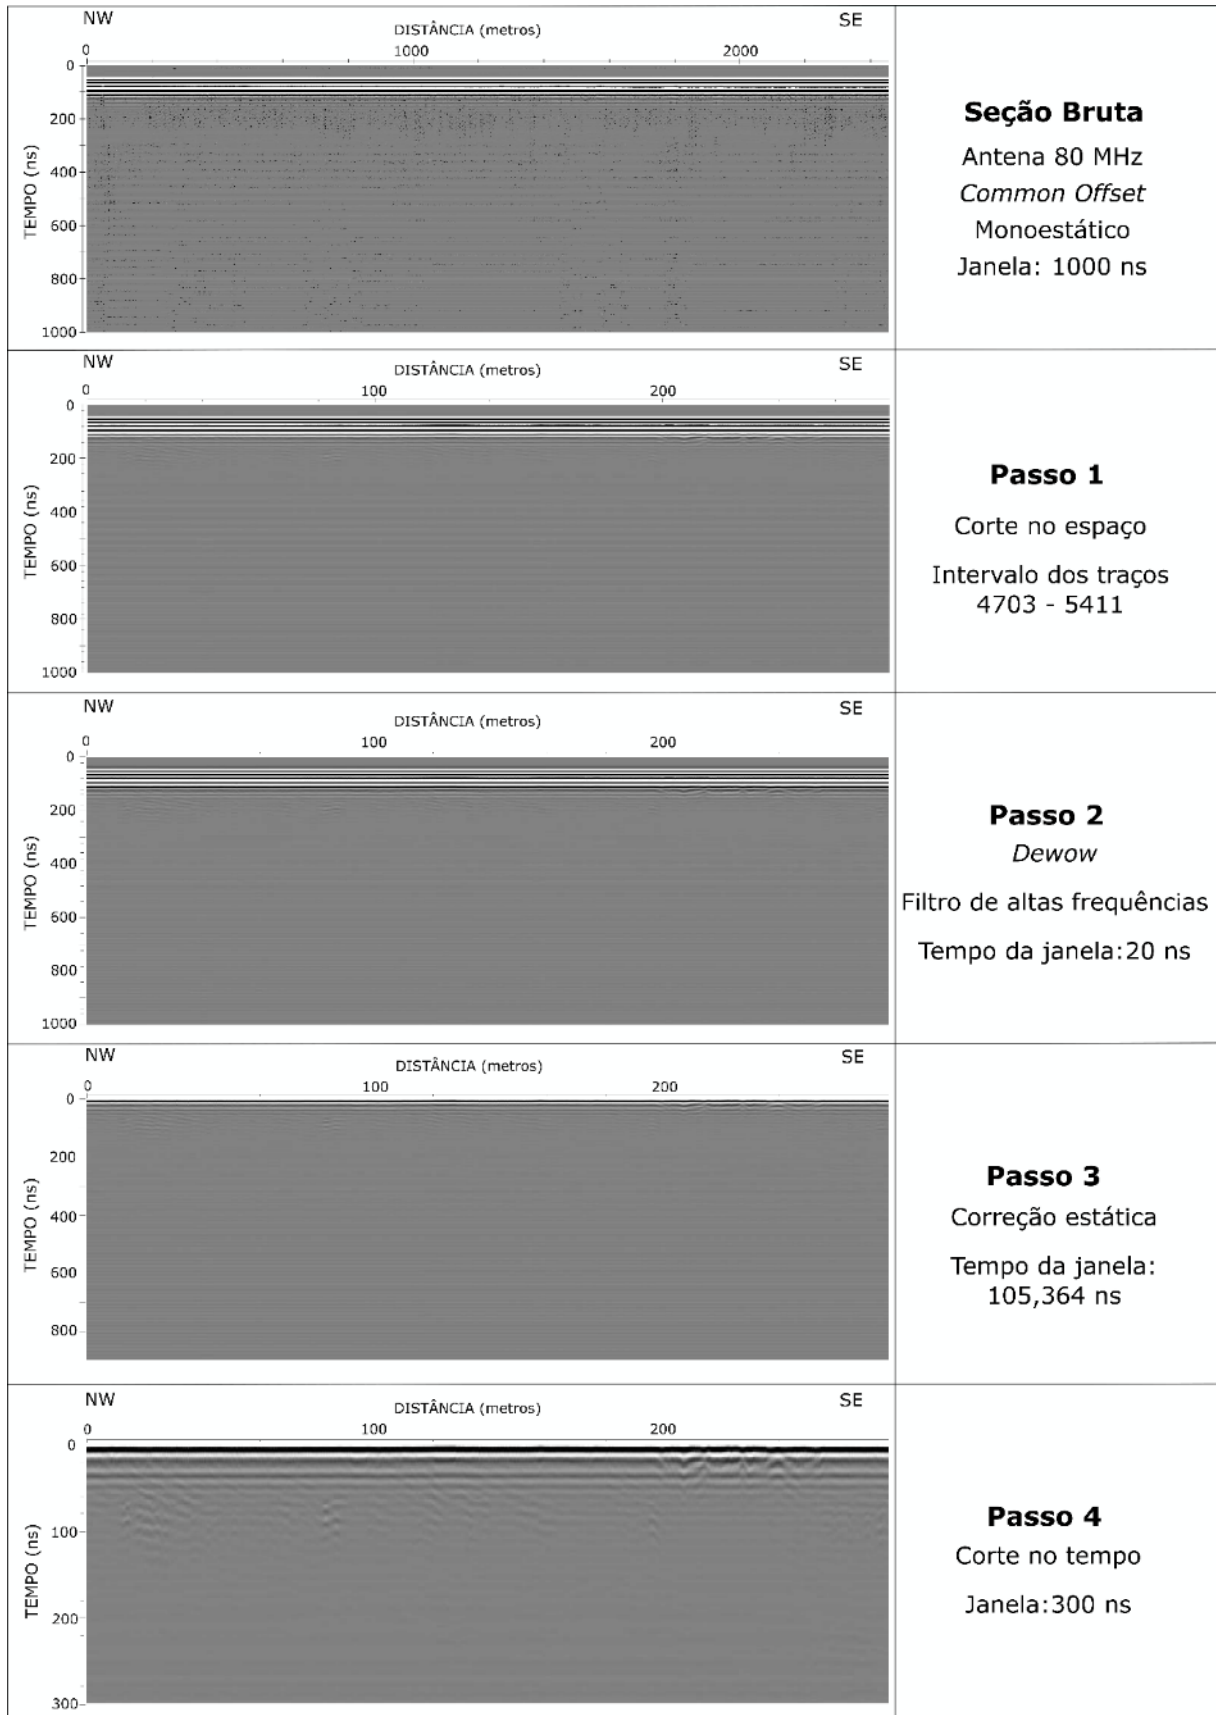 NW
SE
DISTÂNCIA (metros)
0 1000 2000
TEMPO (ns)
0
200
400
600
800
1000
Seção Bruta
Antena 80 MHz
Common Offset
Monoestático
Janela: 1000 ns
NW
SE
DISTÂNCIA (metros)
0 100 200
TEMPO (ns)
0
200
400
600
800
1000
Passo 1
Corte no espaço
Intervalo dos traços
4703 - 5411
NW
SE
DISTÂNCIA (metros)
0 100 200
TEMPO (ns)
0
200
400
600
800
1000
Passo 2
Dewow
Filtro de altas frequências
Tempo da janela:20 ns
NW
SE
DISTÂNCIA (metros)
0 100 200
TEMPO (ns)
0
200
400
600
800
Passo 3
Correção estática
Tempo da janela:
105,364 ns
NW
SE
DISTÂNCIA (metros)
0 100 200
TEMPO (ns)
0
100
200
300
Passo 4
Corte no tempo
Janela:300 ns